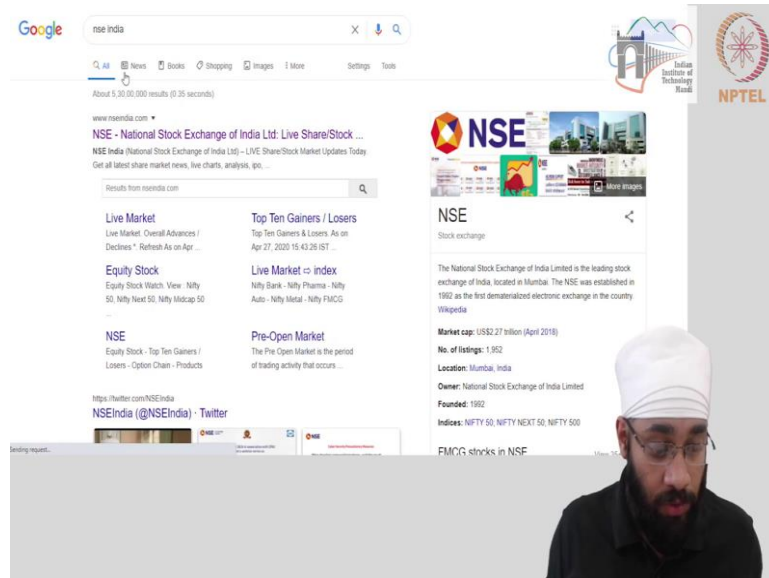 Google
nse india
All News Books Shopping Images More Settings Tools
About 5,30,00,000 results (0.35 seconds)
www.nseindia.com
NSE - National Stock Exchange of India Ltd: Live Share/Stock ...
NSE India (National Stock Exchange of India Ltd) – LIVE Share/Stock Market Updates Today.
Get all latest share market news, live charts, analysis, ipo, ...
Results from nseindia.com
Live Market
Live Market. Overall Advances /
Declines *. Refresh As on Apr ...
Top Ten Gainers / Losers
Top Ten Gainers & Losers. As on
Apr 27, 2020 15:43:26 IST ...
Equity Stock
Equity Stock Watch. View : Nifty
50, Nifty Next 50, Nifty Midcap 50
...
Live Market ⇨ index
Nifty Bank - Nifty Pharma - Nifty
Auto - Nifty Metal - Nifty FMCG
NSE
Equity Stock - Top Ten Gainers /
Losers - Option Chain - Products
Pre-Open Market
The Pre Open Market is the period
of trading activity that occurs ...
https://twitter.com/NSEIndia
NSEIndia (@NSEIndia) · Twitter
Sending request...
NSE
More images
NSE
Stock exchange
The National Stock Exchange of India Limited is the leading stock
exchange of India, located in Mumbai. The NSE was established in
1992 as the first dematerialized electronic exchange in the country.
Wikipedia
Market cap: US$2.27 trillion (April 2018)
No. of listings: 1,952
Location: Mumbai, India
Owner: National Stock Exchange of India Limited
Founded: 1992
Indices: NIFTY 50; NIFTY NEXT 50; NIFTY 500
FMCG stocks in NSE
Indian
Institute of
Technology
Mandi
NPTEL